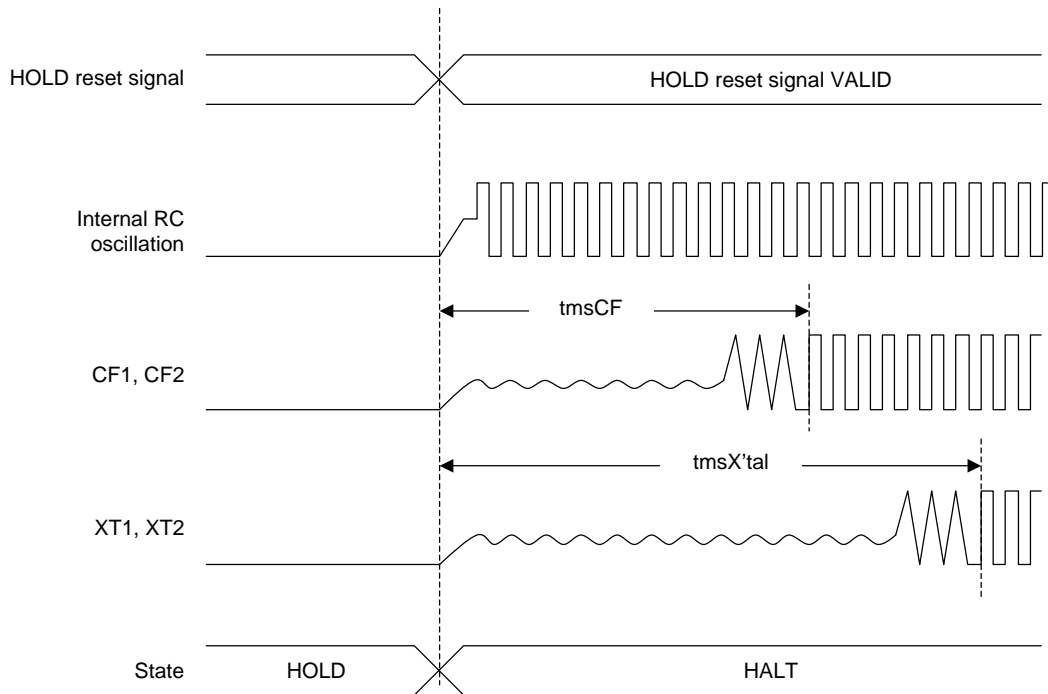 HOLD reset signal
HOLD reset signal VALID
Internal RC
oscillation
tmsCF
CF1, CF2
tmsX’tal
XT1, XT2
State
HOLD
HALT